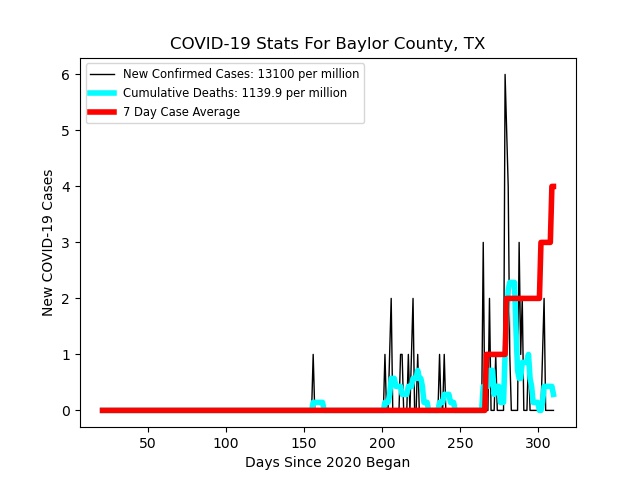 COVID-19 Stats For Baylor County, TX
New Confirmed Cases: 13100 per million
Cumulative Deaths: 1139.9 per million
7 Day Case Average
New COVID-19 Cases
6
5
4
3
2
1
0
50 100 150 200 250 300
Days Since 2020 Began